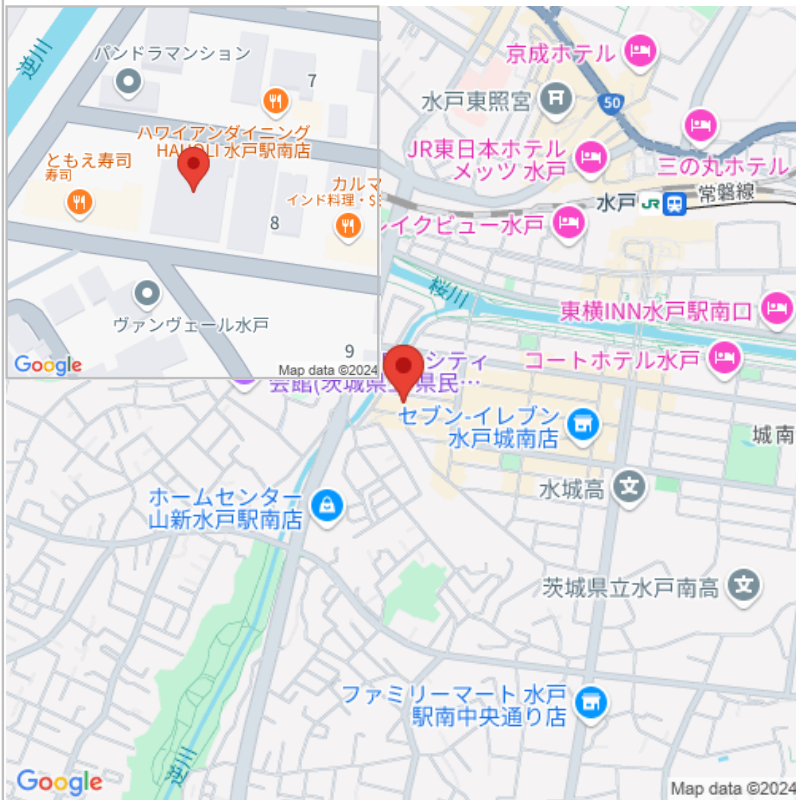 逆川
パンドラマンション
7
ハワイアンダイニング
水戸駅南店
ともえ寿司
寿司
カルマ
インド料理・
8
ヴァンヴェール水戸
9
Google
Map data ©2024
京成ホテル
50
水戸東照宮
JR東日本ホテル
メッツ 水戸
三の丸ホテル
水戸
JR
常磐線
レイクビュー水戸
桜川
東横INN水戸駅南口
シティ
会館(茨城県
県民…
コートホテル水戸
セブン-イレブン
水戸城南店
城南
水城高
ホームセンター
山新水戸駅南店
茨城県立水戸南高
ファミリーマート 水戸
駅南中央通り店
逆川
Google
Map data ©2024